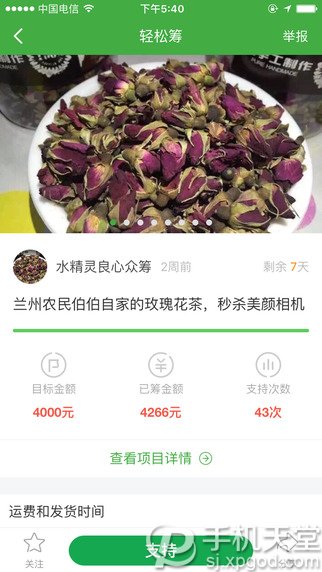 中国电信 下午5:40
轻松筹 举报
工制作
PURE HANDMADE
水精灵良心众筹 2周前 剩余 7天
兰州农民伯伯自家的玫瑰花茶，秒杀美颜相机
目标金额 已筹金额 支持次数
4000元 4266元 43次
查看项目详情
运费和发货时间
关注 支持
手机天堂
sj.xpgod.com